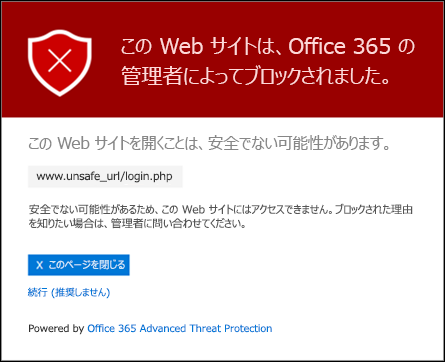 この Web サイトは、Office 365 の
管理者によってブロックされました。
この Web サイトを開くことは、安全でない可能性があります。
www.unsafe_url/login.php
安全でない可能性があるため、この Web サイトにはアクセスできません。ブロックされた理由
を知りたい場合は、管理者に問い合わせてください。
X このページを閉じる
続行 (推奨しません)
Powered by Office 365 Advanced Threat Protection